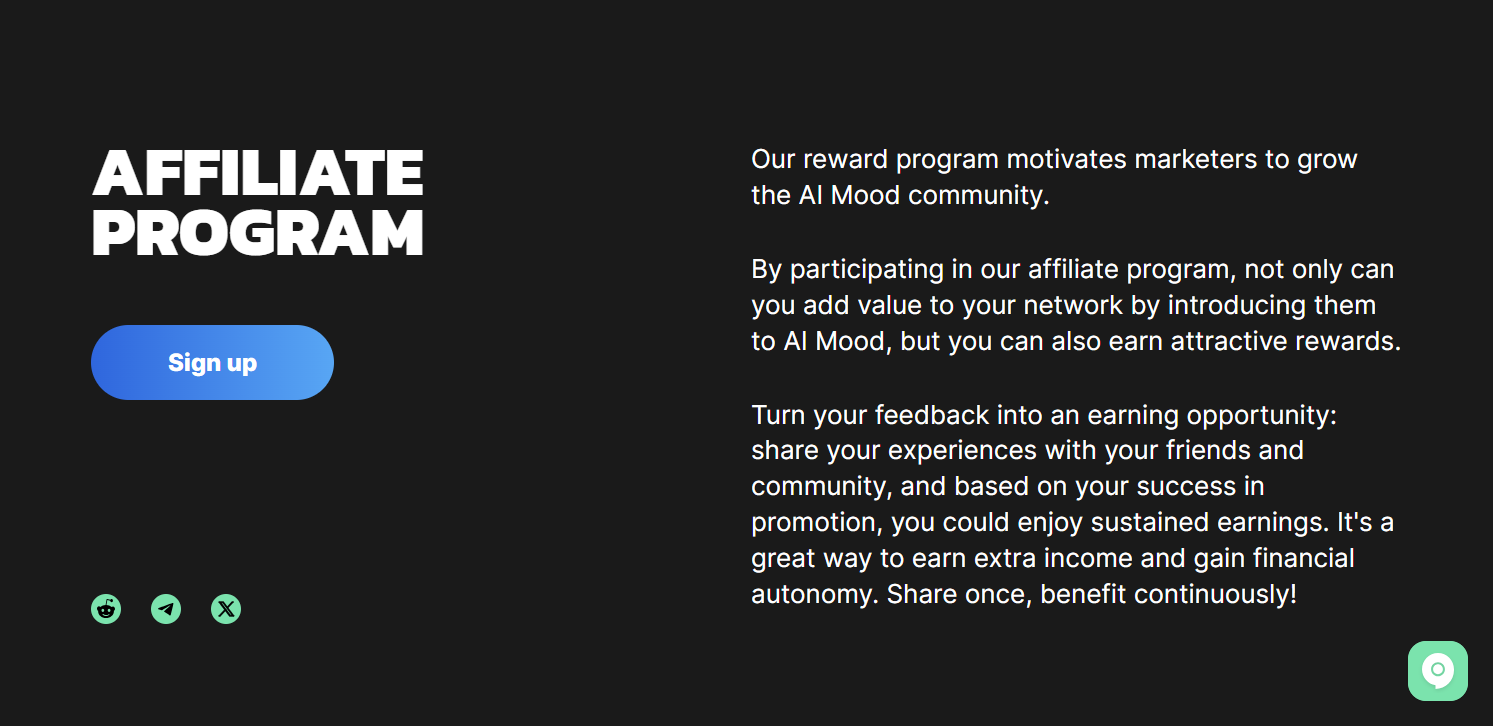 AFFILIATE
PROGRAM
Sign up
Our reward program motivates marketers to grow
the AI Mood community.
By participating in our affiliate program, not only can
you add value to your network by introducing them
to AI Mood, but you can also earn attractive rewards.
Turn your feedback into an earning opportunity:
share your experiences with your friends and
community, and based on your success in
promotion, you could enjoy sustained earnings. It's a
great way to earn extra income and gain financial
autonomy. Share once, benefit continuously!